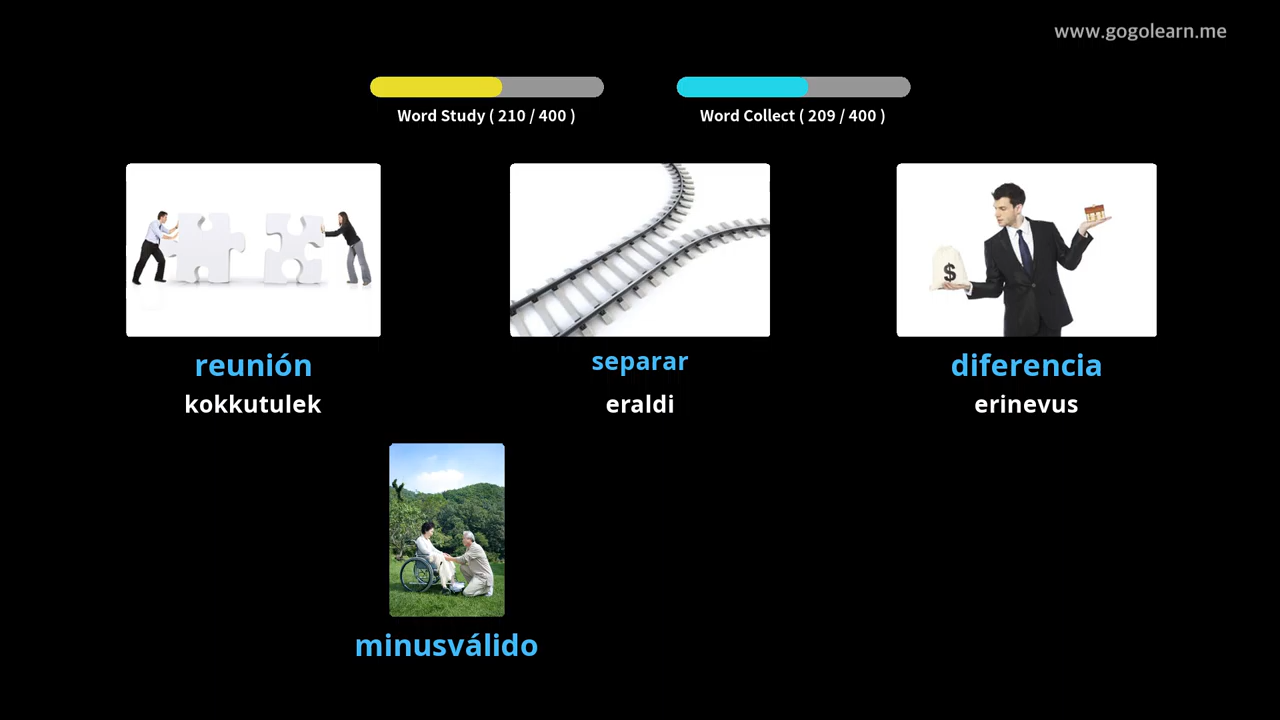 www.gogolearn.me
Word Study ( 210 / 400 )
Word Collect ( 209 / 400 )
reunión
kokkutulek
separar
eraldi
diferencia
erinevus
minusválido